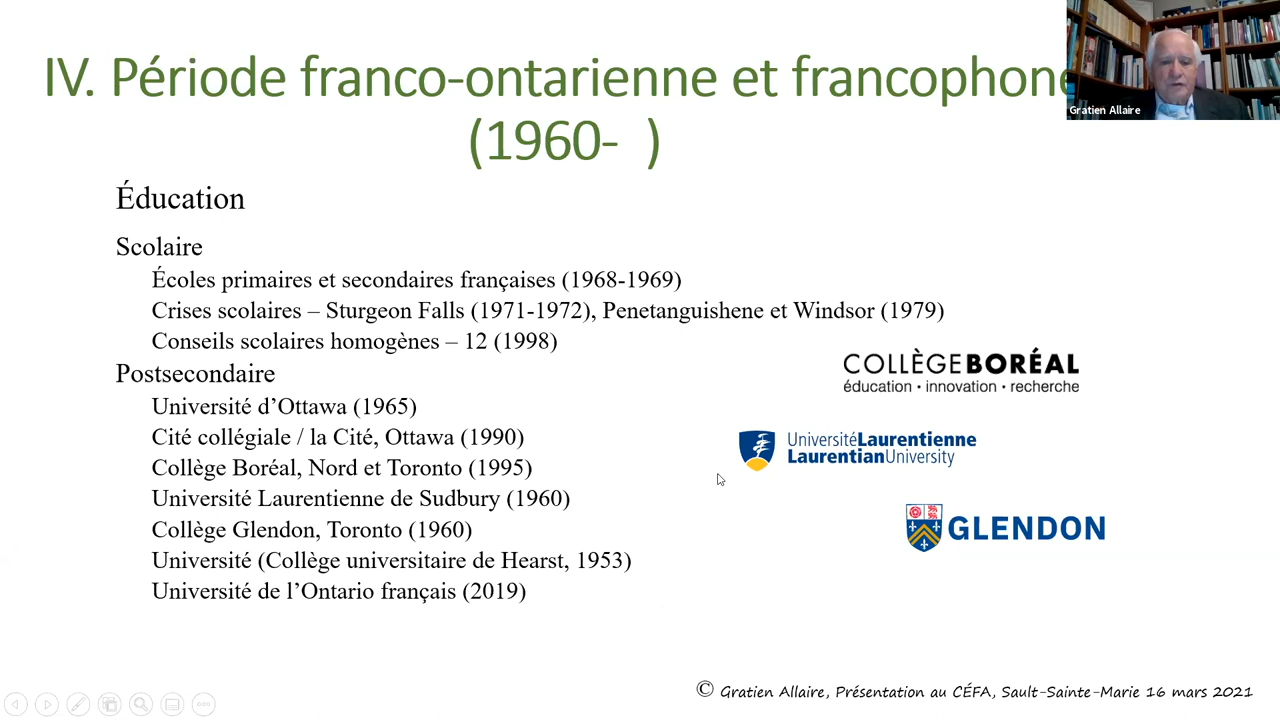 IV. Période franco-ontarienne et francophone
(1960- )
Gratien Allaire
Éducation
Scolaire
Écoles primaires et secondaires françaises (1968-1969)
Crises scolaires – Sturgeon Falls (1971-1972), Penetanguishene et Windsor (1979)
Conseils scolaires homogènes – 12 (1998)
Postsecondaire
Université d’Ottawa (1965)
Cité collégiale / la Cité, Ottawa (1990)
Collège Boréal, Nord et Toronto (1995)
Université Laurentienne de Sudbury (1960)
Collège Glendon, Toronto (1960)
Université (Collège universitaire de Hearst, 1953)
Université de l’Ontario français (2019)
COLLÈGEBORÉAL
éducation • innovation • recherche
UniversitéLaurentienne
LaurentianUniversity
GLENDON
© Gratien Allaire, Présentation au CÉFA, Sault-Sainte-Marie 16 mars 2021